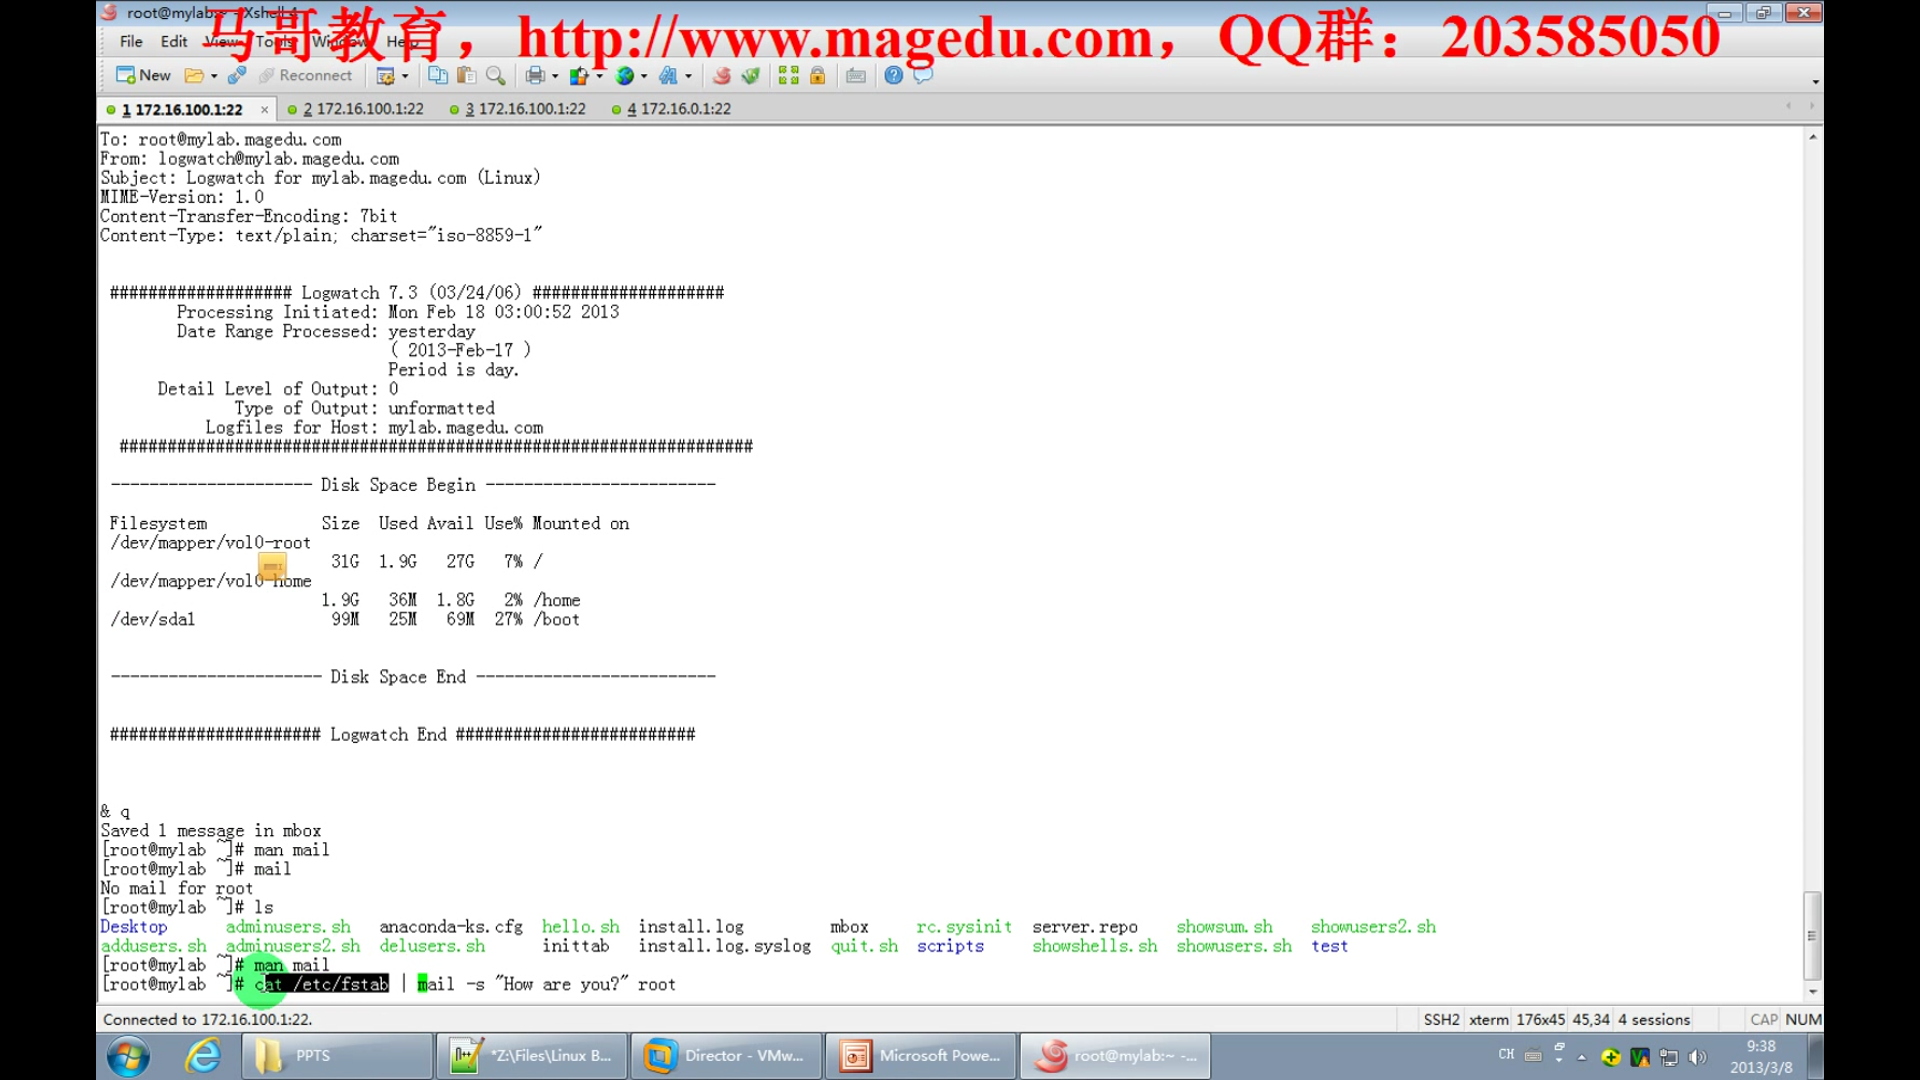 root@mylab:~ - Xshell 4
马哥教育，http://www.magedu.com，QQ群：203585050
File Edit View Tools Window Help
New Reconnect
1 172.16.100.1:22 × 2 172.16.100.1:22 3 172.16.100.1:22 4 172.16.0.1:22
To: root@mylab.magedu.com
From: logwatch@mylab.magedu.com
Subject: Logwatch for mylab.magedu.com (Linux)
MIME-Version: 1.0
Content-Transfer-Encoding: 7bit
Content-Type: text/plain; charset="iso-8859-1"
################### Logwatch 7.3 (03/24/06) ####################
Processing Initiated: Mon Feb 18 03:00:52 2013
Date Range Processed: yesterday
( 2013-Feb-17 )
Period is day.
Detail Level of Output: 0
Type of Output: unformatted
Logfiles for Host: mylab.magedu.com
##################################################################
--------------------- Disk Space Begin ------------------------
Filesystem Size Used Avail Use% Mounted on
/dev/mapper/vol0-root
31G 1.9G 27G 7% /
/dev/mapper/vol0-home
1.9G 36M 1.8G 2% /home
/dev/sda1 99M 25M 69M 27% /boot
---------------------- Disk Space End -------------------------
###################### Logwatch End #########################
& q
Saved 1 message in mbox
[root@mylab ~]# man mail
[root@mylab ~]# mail
No mail for root
[root@mylab ~]# ls
Desktop adminusers.sh anaconda-ks.cfg hello.sh install.log mbox rc.sysinit server.repo showsum.sh showusers2.sh
addusers.sh adminusers2.sh delusers.sh inittab install.log.syslog quit.sh scripts showshells.sh showusers.sh test
[root@mylab ~]# man mail
[root@mylab ~]# cat /etc/fstab | mail -s "How are you?" root
Connected to 172.16.100.1:22. SSH2 xterm 176x45 45,34 4 sessions CAP NUM
PPTS *Z:\Files\Linux B... Director - VMw... Microsoft Powe... root@mylab:~ -... CH 9:38
2013/3/8